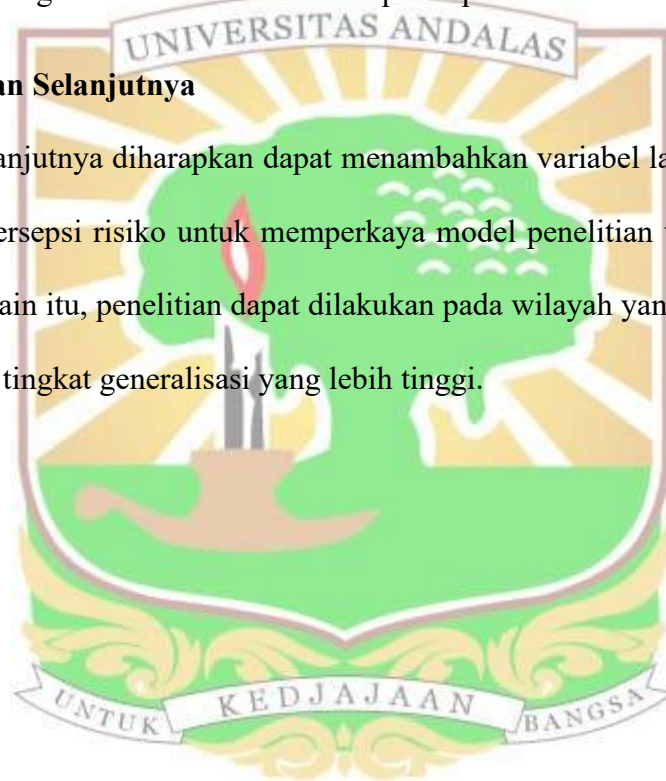 UNIVERSITAS ANDALAS
an Selanjutnya
anjutnya diharapkan dapat menambahkan variabel la
ersepsi risiko untuk memperkaya model penelitian
ain itu, penelitian dapat dilakukan pada wilayah yan
tingkat generalisasi yang lebih tinggi.
UNTUK KEDJAJAAN BANGSA